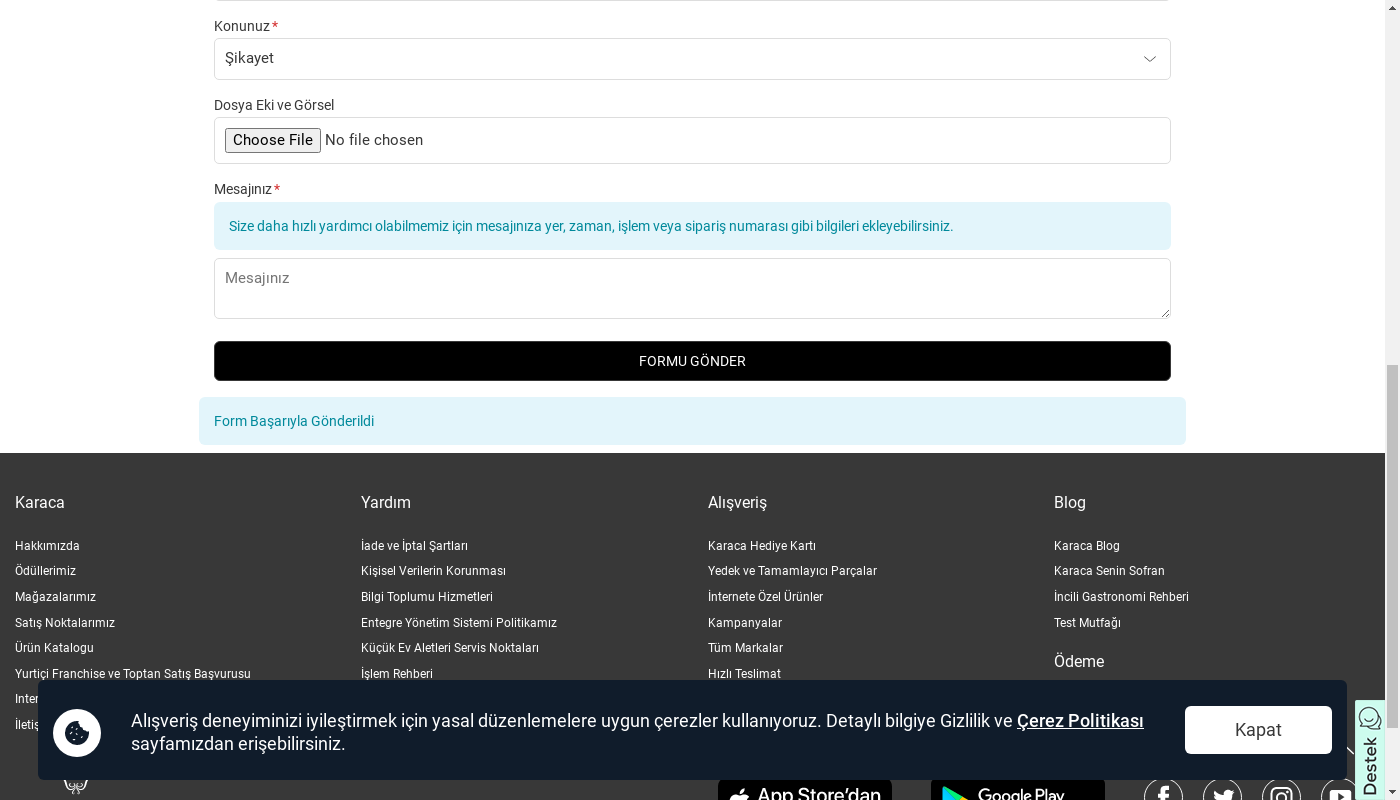 Konunuz *
Şikayet
Dosya Eki ve Görsel
Choose File No file chosen
Mesajınız *
Size daha hızlı yardımcı olabilmemiz için mesajınıza yer, zaman, işlem veya sipariş numarası gibi bilgileri ekleyebilirsiniz.
Mesajınız
FORMU GÖNDER
Form Başarıyla Gönderildi
Karaca
Hakkımızda
Ödüllerimiz
Mağazalarımız
Satış Noktalarımız
Ürün Katalogu
Yurtiçi Franchise ve Toptan Satış Başvurusu
Yardım
İade ve İptal Şartları
Kişisel Verilerin Korunması
Bilgi Toplumu Hizmetleri
Entegre Yönetim Sistemi Politikamız
Küçük Ev Aletleri Servis Noktaları
İşlem Rehberi
Alışveriş
Karaca Hediye Kartı
Yedek ve Tamamlayıcı Parçalar
İnternete Özel Ürünler
Kampanyalar
Tüm Markalar
Hızlı Teslimat
Blog
Karaca Blog
Karaca Senin Sofran
İncili Gastronomi Rehberi
Test Mutfağı
Ödeme
Alışveriş deneyiminizi iyileştirmek için yasal düzenlemelere uygun çerezler kullanıyoruz. Detaylı bilgiye Gizlilik ve Çerez Politikası
sayfamızdan erişebilirsiniz.
Kapat
Destek
App Store'dan
Google Play